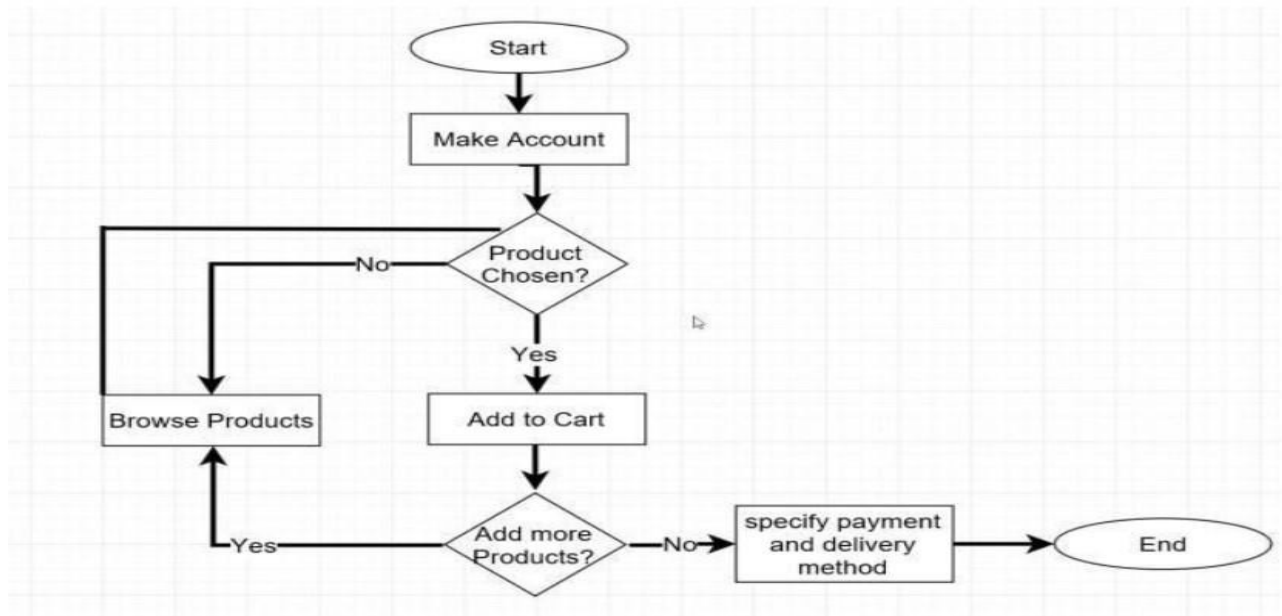 Start
Make Account
Product
Chosen?
No
Yes
Browse Products
Add to Cart
Add more
Products?
Yes
No
specify payment
and delivery
method
End